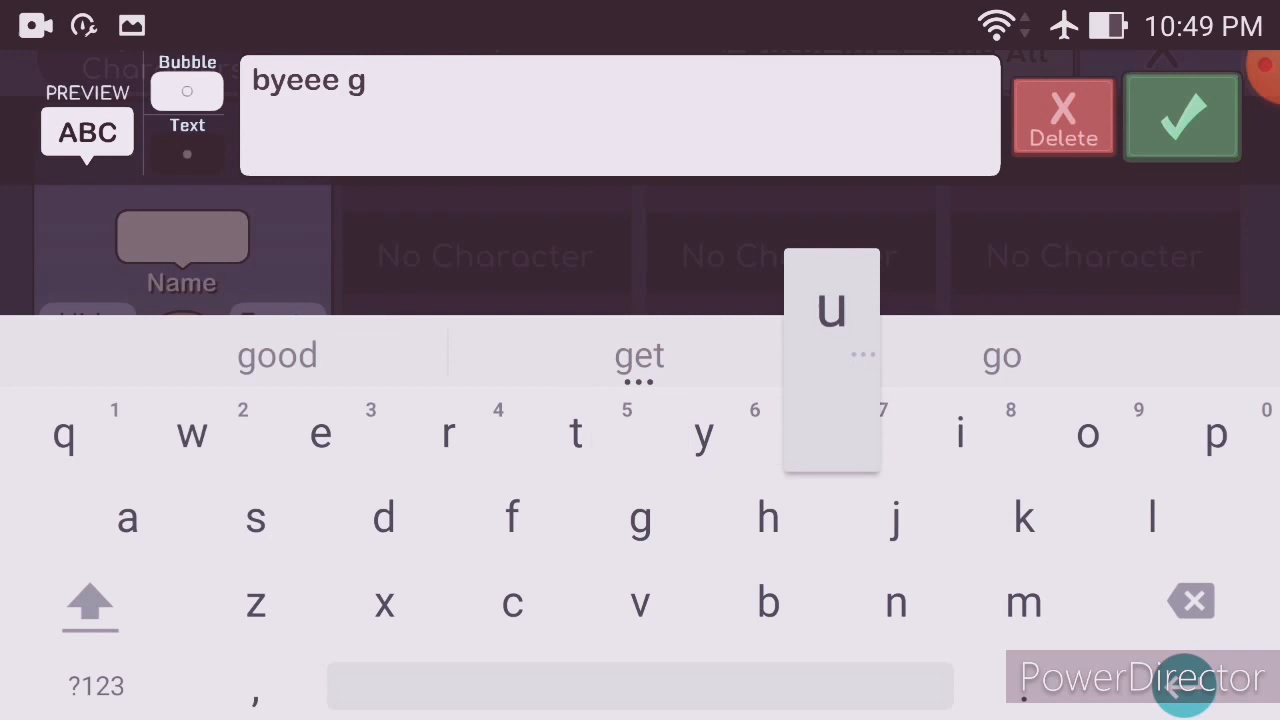 10:49 PM
Bubble
PREVIEW
ABC
Text
byeee g
X
Delete
No Character
No Character
No Character
Name
u
good
get
go
1 2 3 4 5 6 7 8 9 0
q w e r t y i o p
a s d f g h j k l
z x c v b n m
?123 , .
PowerDirector